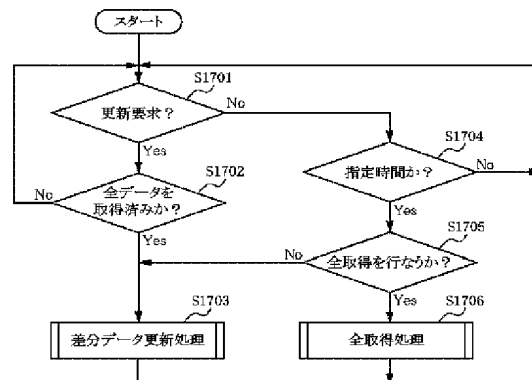 スタート
S1701
更新要求?
No
Yes
S1702
全データを
取得済みか?
No
Yes
S1704
指定時間か?
No
Yes
S1705
全取得を行なうか?
No
Yes
S1703
差分データ更新処理
S1706
全取得処理